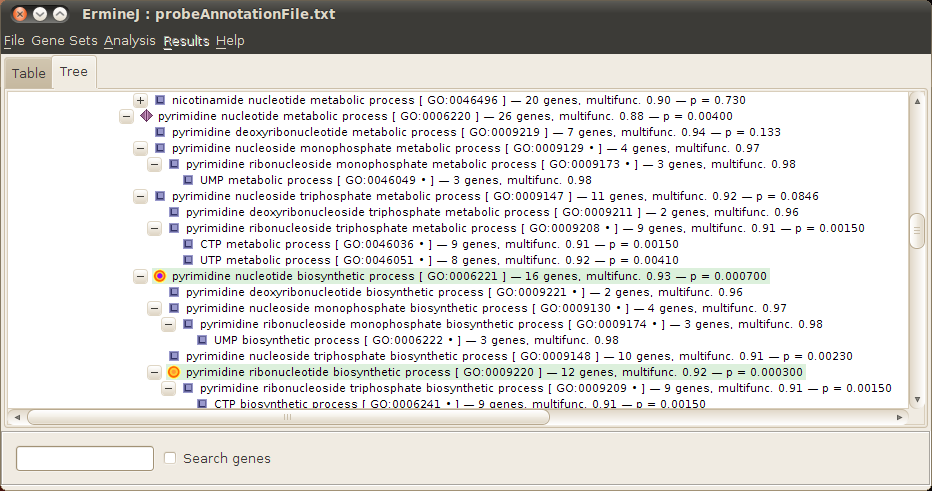 ErmineJ : probeAnnotationFile.txt
File Gene Sets Analysis Results Help
Table Tree
nicotinamide nucleotide metabolic process [ GO:0046496 ] — 20 genes, multifunc. 0.90 — p = 0.730
pyrimidine nucleotide metabolic process [ GO:0006220 ] — 26 genes, multifunc. 0.88 — p = 0.00400
pyrimidine deoxyribonucleotide metabolic process [ GO:0009219 ] — 7 genes, multifunc. 0.94 — p = 0.133
pyrimidine nucleoside monophosphate metabolic process [ GO:0009129 • ] — 4 genes, multifunc. 0.97
pyrimidine ribonucleoside monophosphate metabolic process [ GO:0009173 • ] — 3 genes, multifunc. 0.98
UMP metabolic process [ GO:0046049 • ] — 3 genes, multifunc. 0.98
pyrimidine nucleoside triphosphate metabolic process [ GO:0009147 ] — 11 genes, multifunc. 0.92 — p = 0.0846
pyrimidine deoxyribonucleoside triphosphate metabolic process [ GO:0009211 ] — 2 genes, multifunc. 0.96
pyrimidine ribonucleoside triphosphate metabolic process [ GO:0009208 • ] — 9 genes, multifunc. 0.91 — p = 0.00150
CTP metabolic process [ GO:0046036 • ] — 9 genes, multifunc. 0.91 — p = 0.00150
UTP metabolic process [ GO:0046051 • ] — 8 genes, multifunc. 0.92 — p = 0.00410
pyrimidine nucleotide biosynthetic process [ GO:0006221 ] — 16 genes, multifunc. 0.93 — p = 0.000700
pyrimidine deoxyribonucleotide biosynthetic process [ GO:0009221 • ] — 2 genes, multifunc. 0.96
pyrimidine nucleoside monophosphate biosynthetic process [ GO:0009130 • ] — 4 genes, multifunc. 0.97
pyrimidine ribonucleoside monophosphate biosynthetic process [ GO:0009174 • ] — 3 genes, multifunc. 0.98
UMP biosynthetic process [ GO:0006222 • ] — 3 genes, multifunc. 0.98
pyrimidine nucleoside triphosphate biosynthetic process [ GO:0009148 ] — 10 genes, multifunc. 0.91 — p = 0.00230
pyrimidine ribonucleotide biosynthetic process [ GO:0009220 ] — 12 genes, multifunc. 0.92 — p = 0.000300
pyrimidine ribonucleoside triphosphate biosynthetic process [ GO:0009209 • ] — 9 genes, multifunc. 0.91 — p = 0.00150
CTP biosynthetic process [ GO:0006241 • ] — 9 genes, multifunc. 0.91 — p = 0.00150
Search genes